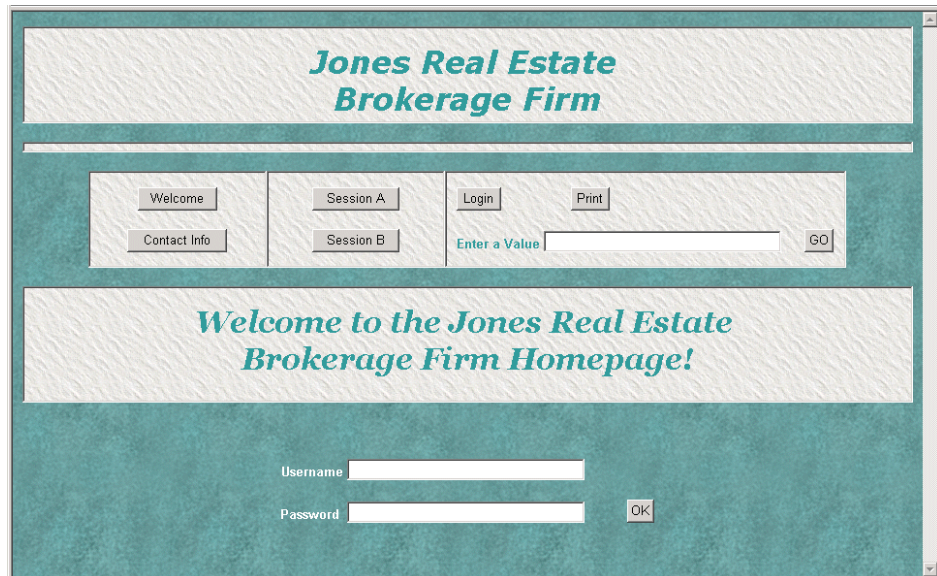 Jones Real Estate
Brokerage Firm
Welcome
Session A
Login
Print
Contact Info
Session B
Enter a Value
GO
Welcome to the Jones Real Estate
Brokerage Firm Homepage!
Username
Password
OK